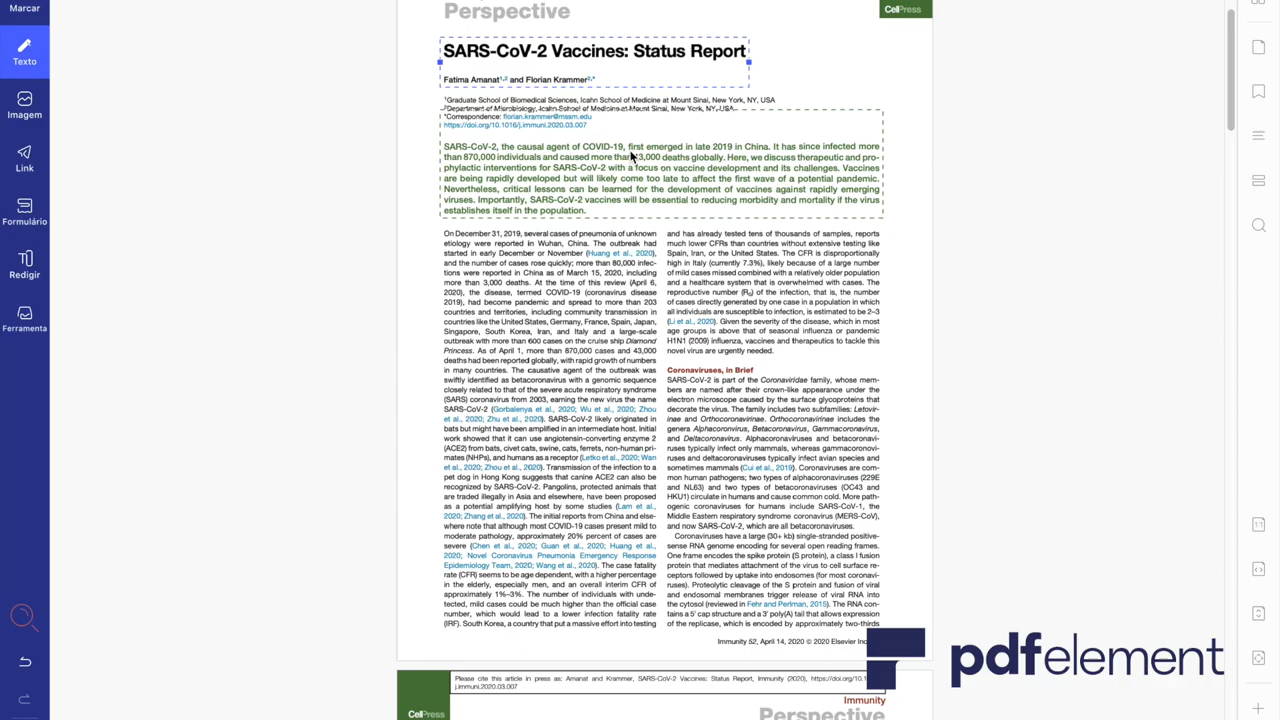 Marcar
Texto
Imagem
Link
Formulário
Redigir
Ferramenta
Perspective
CellPress
SARS-CoV-2 Vaccines: Status Report
Fatima Amanat1,2 and Florian Krammer2,*
1Graduate School of Biomedical Sciences, Icahn School of Medicine at Mount Sinai, New York, NY, USA
2Department of Microbiology, Icahn School of Medicine at Mount Sinai, New York, NY, USA
*Correspondence: florian.krammer@mssm.edu
https://doi.org/10.1016/j.immuni.2020.03.007
SARS-CoV-2, the causal agent of COVID-19, first emerged in late 2019 in China. It has since infected more
than 870,000 individuals and caused more than 43,000 deaths globally. Here, we discuss therapeutic and pro-
phylactic interventions for SARS-CoV-2 with a focus on vaccine development and its challenges. Vaccines
are being rapidly developed but will likely come too late to affect the first wave of a potential pandemic.
Nevertheless, critical lessons can be learned for the development of vaccines against rapidly emerging
viruses. Importantly, SARS-CoV-2 vaccines will be essential to reducing morbidity and mortality if the virus
establishes itself in the population.
On December 31, 2019, several cases of pneumonia of unknown
etiology were reported in Wuhan, China. The outbreak had
started in early December or November (Huang et al., 2020),
and the number of cases rose quickly; more than 80,000 infec-
tions were reported in China as of March 15, 2020, including
more than 3,000 deaths. At the time of this review (April 6,
2020), the disease, termed COVID-19 (coronavirus disease
2019), had become pandemic and spread to more than 203
countries and territories, including community transmission in
countries like the United States, Germany, France, Spain, Japan,
Singapore, South Korea, Iran, and Italy and a large-scale
outbreak with more than 600 cases on the cruise ship Diamond
Princess. As of April 1, more than 870,000 cases and 43,000
deaths had been reported globally, with rapid growth of numbers
in many countries. The causative agent of the outbreak was
swiftly identified as betacoronavirus with a genomic sequence
closely related to that of the severe acute respiratory syndrome
(SARS) coronavirus from 2003, earning the new virus the name
SARS-CoV-2 (Gorbalenya et al., 2020; Wu et al., 2020; Zhou
et al., 2020; Zhu et al., 2020). SARS-CoV-2 likely originated in
bats but might have been amplified in an intermediate host. Initial
work showed that it can use angiotensin-converting enzyme 2
(ACE2) from bats, civet cats, swine, cats, ferrets, non-human pri-
mates (NHPs), and humans as a receptor (Letko et al., 2020; Wan
et al., 2020; Zhou et al., 2020). Transmission of the infection to a
pet dog in Hong Kong suggests that canine ACE2 can also be
recognized by SARS-CoV-2. Pangolins, protected animals that
are traded illegally in Asia and elsewhere, have been proposed
as a potential amplifying host by some studies (Lam et al.,
2020; Zhang et al., 2020). The initial reports from China and else-
where note that although most COVID-19 cases present mild to
moderate pathology, approximately 20% percent of cases are
severe (Chen et al., 2020; Guan et al., 2020; Huang et al.,
2020; Novel Coronavirus Pneumonia Emergency Response
Epidemiology Team, 2020; Wang et al., 2020). The case fatality
rate (CFR) seems to be age dependent, with a higher percentage
in the elderly, especially men, and an overall interim CFR of
approximately 1%–3%. The number of individuals with unde-
tected, mild cases could be much higher than the official case
number, which would lead to a lower infection fatality rate
(IRF). South Korea, a country that put a massive effort into testing
and has already tested tens of thousands of samples, reports
much lower CFRs than countries without extensive testing like
Spain, Iran, or the United States. The CFR is disproportionally
high in Italy (currently 7.3%), likely because of a large number
of mild cases missed combined with a relatively older population
and a healthcare system that is overwhelmed with cases. The
reproductive number (R0) of the infection, that is, the number
of cases directly generated by one case in a population in which
all individuals are susceptible to infection, is estimated to be 2–3
(Li et al., 2020). Given the severity of the disease, which in most
age groups is above that of seasonal influenza or pandemic
H1N1 (2009) influenza, vaccines and therapeutics to tackle this
novel virus are urgently needed.
Coronaviruses, in Brief
SARS-CoV-2 is part of the Coronaviridae family, whose mem-
bers are named after their crown-like appearance under the
electron microscope caused by the surface glycoproteins that
decorate the virus. The family includes two subfamilies: Letovir-
inae and Orthocoronavirinae. Orthocoronavirinae includes the
genera Alphacoronavirus, Betacoronavirus, Gammacoronavirus,
and Deltacoronavirus. Alphacoronaviruses and betacoronavi-
ruses typically infect only mammals, whereas gammacoronovi-
ruses and deltacoronaviruses typically infect avian species and
sometimes mammals (Cui et al., 2019). Coronaviruses are com-
mon human pathogens; two types of alphacoronaviruses (229E
and NL63) and two types of betacoronaviruses (OC43 and
HKU1) circulate in humans and cause common cold. More path-
ogenic coronaviruses for humans include SARS-CoV-1, the
Middle Eastern respiratory syndrome coronavirus (MERS-CoV),
and now SARS-CoV-2, which are all betacoronaviruses.
Coronaviruses have a large (30+ kb) single-stranded positive-
sense RNA genome encoding for several open reading frames.
One frame encodes the spike protein (S protein), a class I fusion
protein that mediates attachment of the virus to cell surface re-
ceptors followed by uptake into endosomes (for most coronavi-
ruses). Proteolytic cleavage of the S protein and fusion of viral
and endosomal membranes trigger release of viral RNA into
the cytosol (reviewed in Fehr and Perlman, 2015). The RNA con-
tains a 5′ cap structure and a 3′ poly(A) tail that allows expression
of the replicase, which is encoded by approximately two-thirds
Immunity 52, April 14, 2020 © 2020 Elsevier Inc
pdfelement
Please cite this article in press as: Amanat and Krammer, SARS-CoV-2 Vaccines: Status Report, Immunity (2020), https://doi.org/10.1
j.immuni.2020.03.007
Immunity
CellPress
Perspective